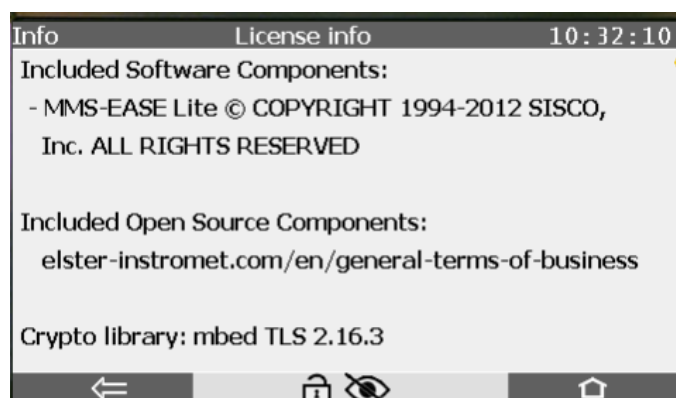 Info License info 10:32:10
Included Software Components:
- MMS-EASE Lite © COPYRIGHT 1994-2012 SISCO,
Inc. ALL RIGHTS RESERVED
Included Open Source Components:
elster-instromet.com/en/general-terms-of-business
Crypto library: mbed TLS 2.16.3